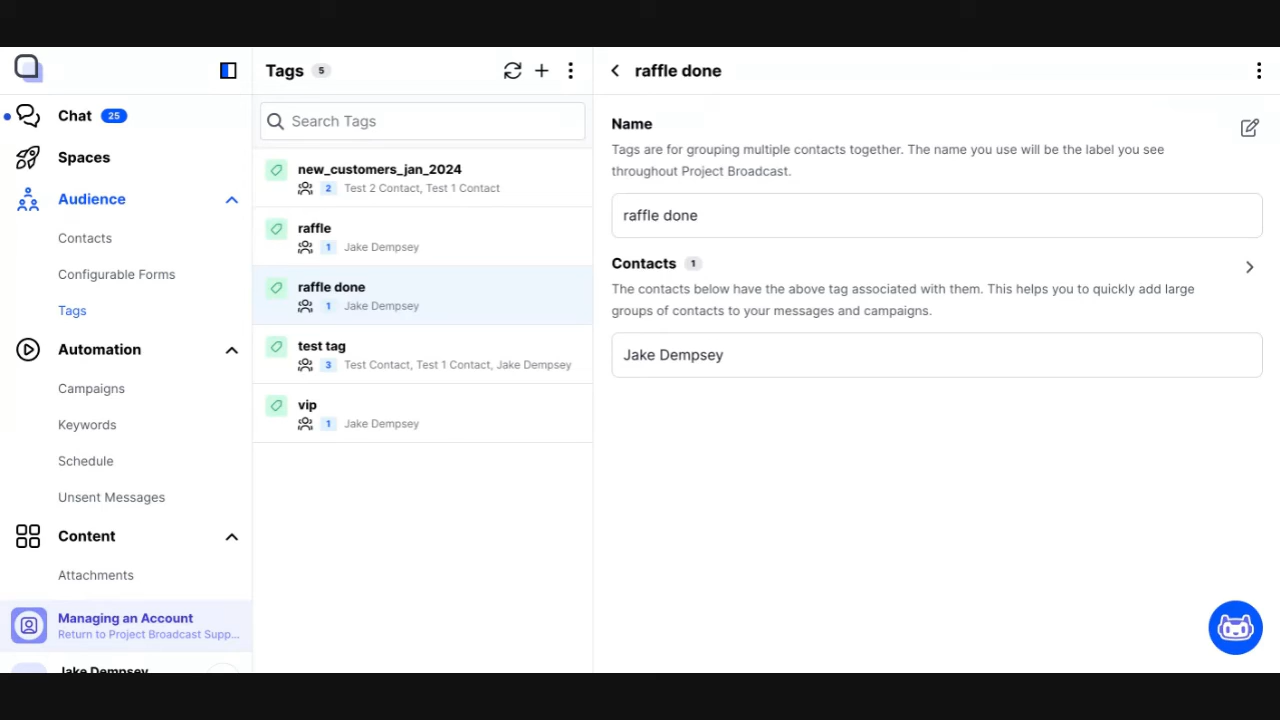 Chat 25
Spaces
Audience
Contacts
Configurable Forms
Tags
Automation
Campaigns
Keywords
Schedule
Unsent Messages
Content
Attachments
Managing an Account
Return to Project Broadcast Supp...
Jake Dempsey
Tags 5
Search Tags
new_customers_jan_2024
2 Test 2 Contact, Test 1 Contact
raffle
1 Jake Dempsey
raffle done
1 Jake Dempsey
test tag
3 Test Contact, Test 1 Contact, Jake Dempsey
vip
1 Jake Dempsey
raffle done
Name
Tags are for grouping multiple contacts together. The name you use will be the label you see
throughout Project Broadcast.
raffle done
Contacts 1
The contacts below have the above tag associated with them. This helps you to quickly add large
groups of contacts to your messages and campaigns.
Jake Dempsey